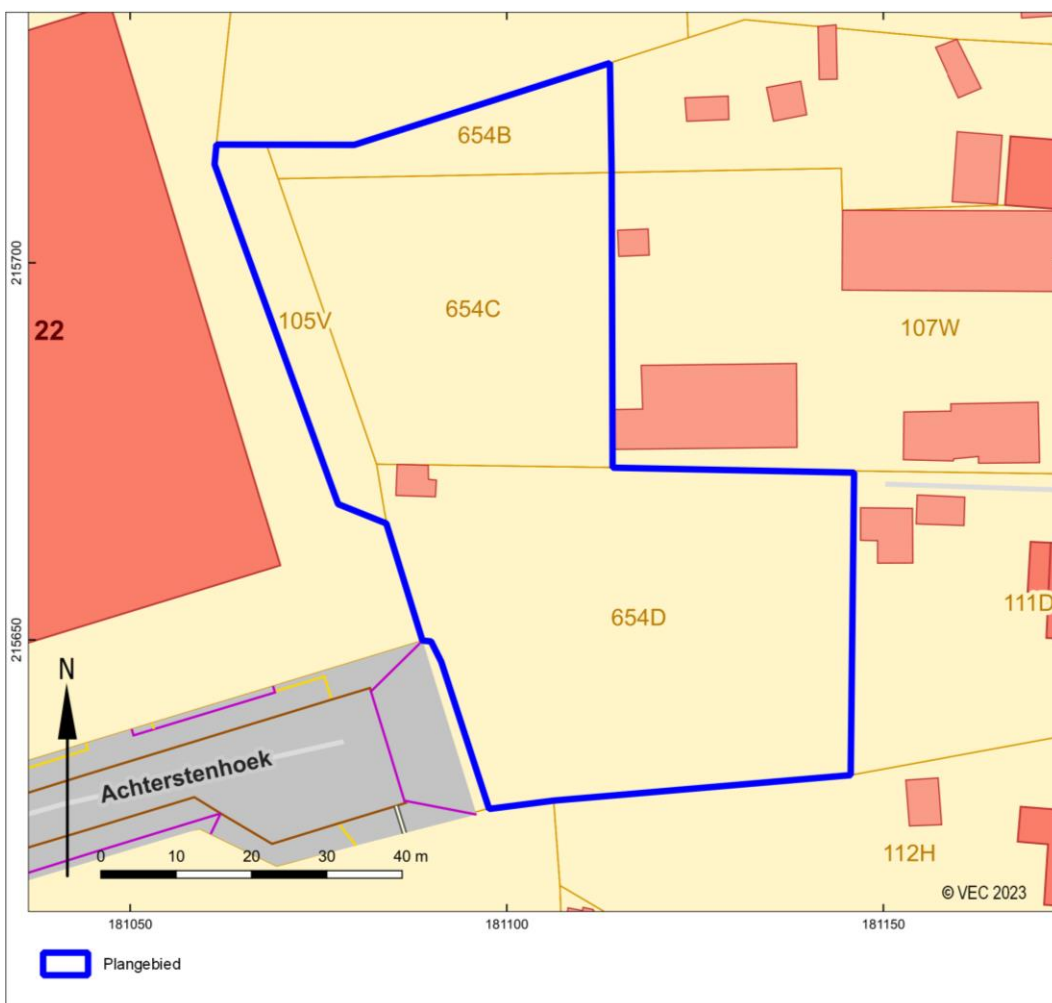 654B
215700
654C
105V
22
107W
654D
111D
215650
N
Achterstenhoek
0 10 20 30 40 m
112H
© VEC 2023
181050 181100 181150
Plangebied